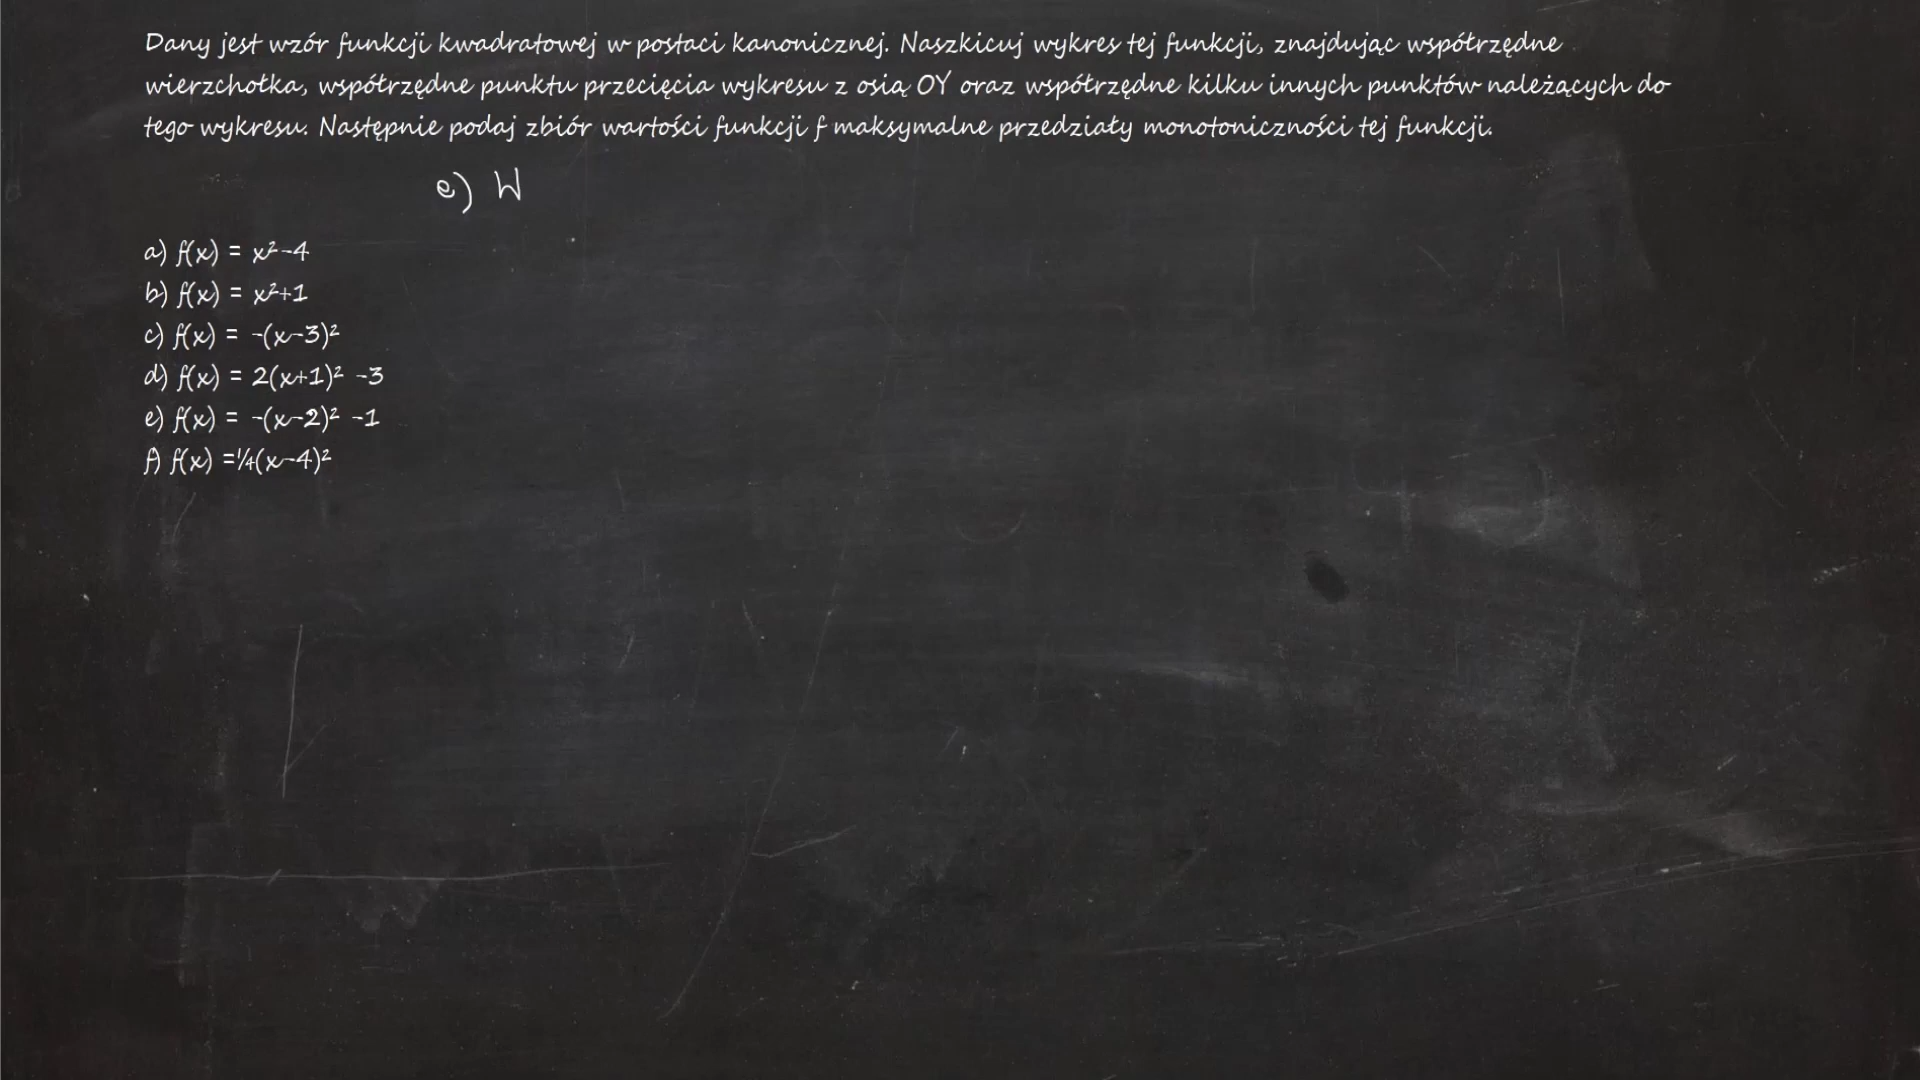 Dany jest wzór funkcji kwadratowej w postaci kanonicznej. Naszkicuj wykres tej funkcji, znajdując współrzędne
wierzchołka, współrzędne punktu przecięcia wykresu z osią OY oraz współrzędne kilku innych punktów należących do
tego wykresu. Następnie podaj zbiór wartości funkcji f maksymalne przedziały monotoniczności tej funkcji.
e) W
a) f(x) = x²-4
b) f(x) = x²+1
c) f(x) = -(x-3)²
d) f(x) = 2(x+1)² -3
e) f(x) = -(x-2)² -1
f) f(x) =¼(x-4)²